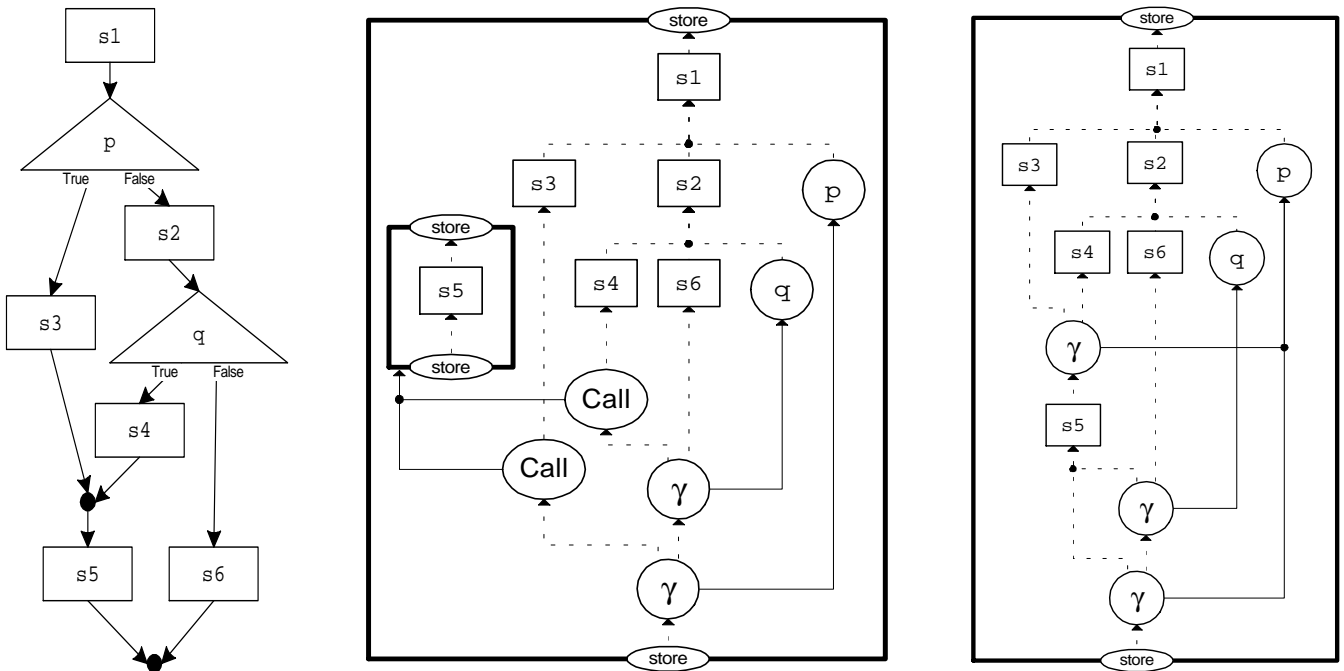 s1
p
True False
s2
s3
q
True False
s4
s5 s6
store
s1
s3 s2 p
store
s5
s4 s6 q
store
Call
Call
γ
γ
store
store
s1
s3 s2 p
s4 s6 q
γ
s5
γ
γ
store